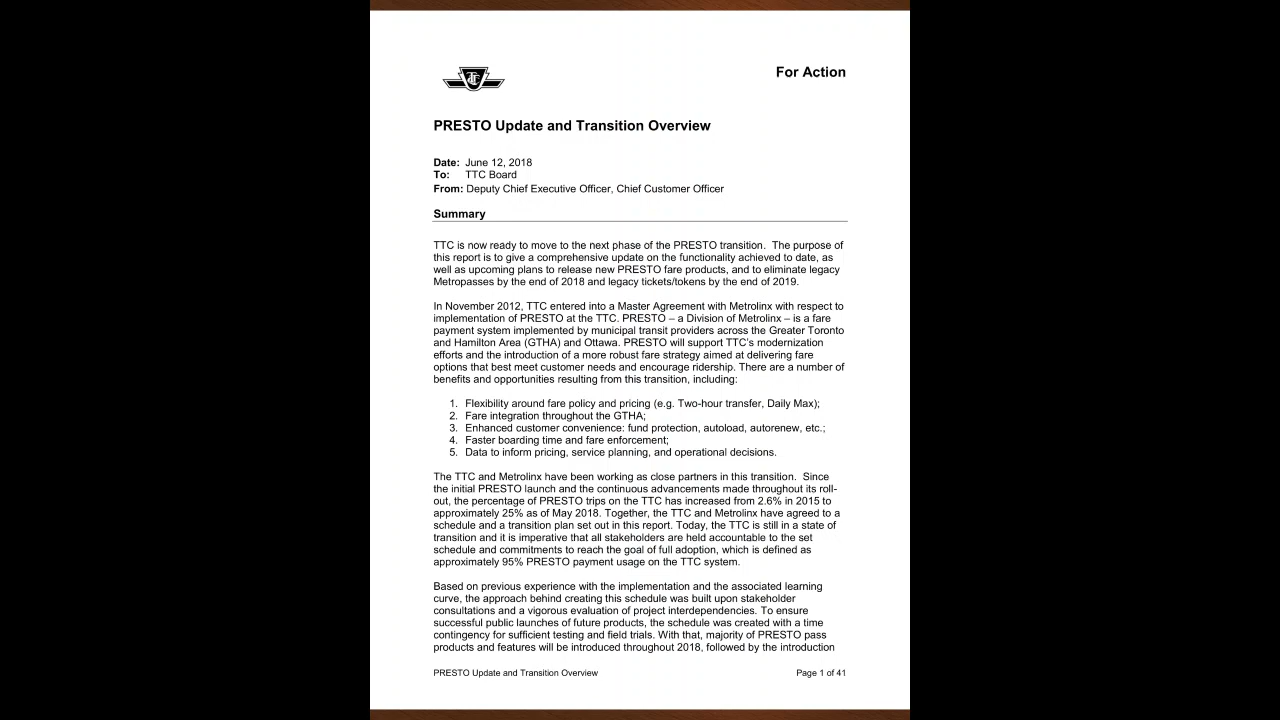 For Action
PRESTO Update and Transition Overview
Date: June 12, 2018
To: TTC Board
From: Deputy Chief Executive Officer, Chief Customer Officer
Summary
TTC is now ready to move to the next phase of the PRESTO transition. The purpose of
this report is to give a comprehensive update on the functionality achieved to date, as
well as upcoming plans to release new PRESTO fare products, and to eliminate legacy
Metropasses by the end of 2018 and legacy tickets/tokens by the end of 2019.
In November 2012, TTC entered into a Master Agreement with Metrolinx with respect to
implementation of PRESTO at the TTC. PRESTO – a Division of Metrolinx – is a fare
payment system implemented by municipal transit providers across the Greater Toronto
and Hamilton Area (GTHA) and Ottawa. PRESTO will support TTC's modernization
efforts and the introduction of a more robust fare strategy aimed at delivering fare
options that best meet customer needs and encourage ridership. There are a number of
benefits and opportunities resulting from this transition, including:
1. Flexibility around fare policy and pricing (e.g. Two-hour transfer, Daily Max);
2. Fare integration throughout the GTHA;
3. Enhanced customer convenience: fund protection, autoload, autorenew, etc.;
4. Faster boarding time and fare enforcement;
5. Data to inform pricing, service planning, and operational decisions.
The TTC and Metrolinx have been working as close partners in this transition. Since
the initial PRESTO launch and the continuous advancements made throughout its roll-
out, the percentage of PRESTO trips on the TTC has increased from 2.6% in 2015 to
approximately 25% as of May 2018. Together, the TTC and Metrolinx have agreed to a
schedule and a transition plan set out in this report. Today, the TTC is still in a state of
transition and it is imperative that all stakeholders are held accountable to the set
schedule and commitments to reach the goal of full adoption, which is defined as
approximately 95% PRESTO payment usage on the TTC system.
Based on previous experience with the implementation and the associated learning
curve, the approach behind creating this schedule was built upon stakeholder
consultations and a vigorous evaluation of project interdependencies. To ensure
successful public launches of future products, the schedule was created with a time
contingency for sufficient testing and field trials. With that, majority of PRESTO pass
products and features will be introduced throughout 2018, followed by the introduction
PRESTO Update and Transition Overview
Page 1 of 41